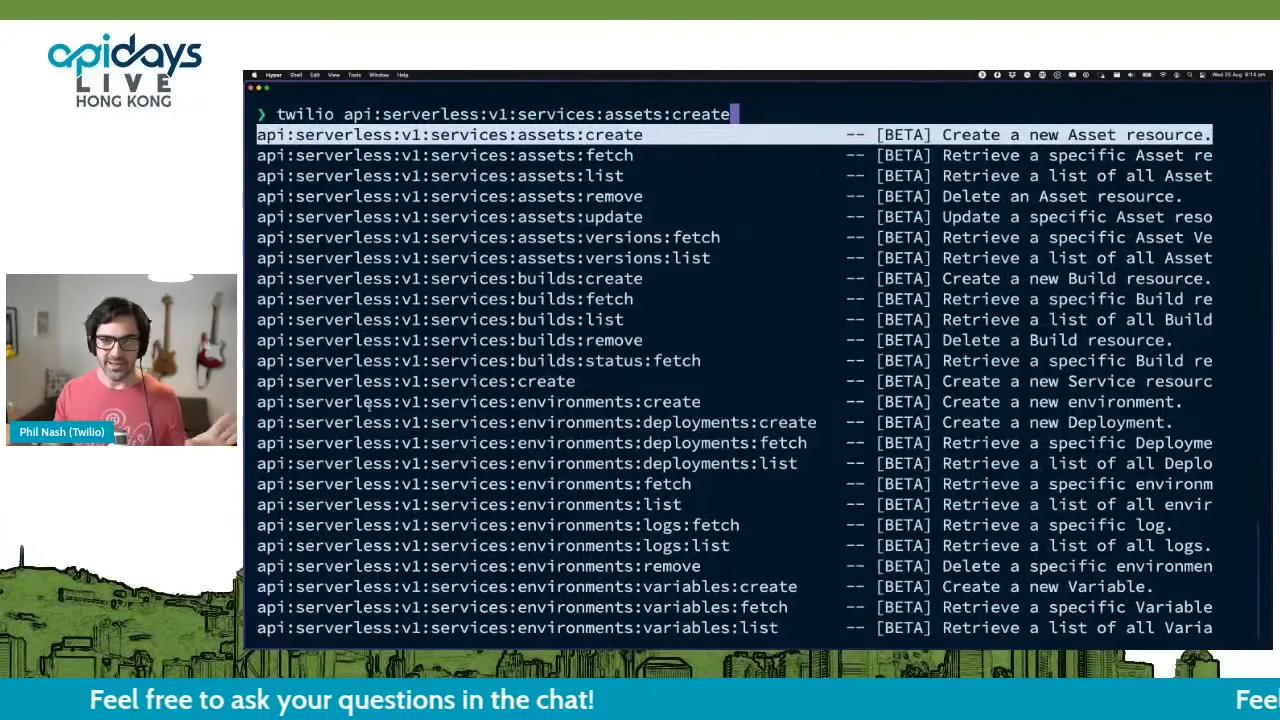 apidays
LIVE
HONG KONG
Hyper Shell Edit View Tools Window Help
Wed 25 Aug 6:14 pm
❯ twilio api:serverless:v1:services:assets:create
api:serverless:v1:services:assets:create -- [BETA] Create a new Asset resource.
api:serverless:v1:services:assets:fetch -- [BETA] Retrieve a specific Asset re
api:serverless:v1:services:assets:list -- [BETA] Retrieve a list of all Asset
api:serverless:v1:services:assets:remove -- [BETA] Delete an Asset resource.
api:serverless:v1:services:assets:update -- [BETA] Update a specific Asset reso
api:serverless:v1:services:assets:versions:fetch -- [BETA] Retrieve a specific Asset Ve
api:serverless:v1:services:assets:versions:list -- [BETA] Retrieve a list of all Asset
api:serverless:v1:services:builds:create -- [BETA] Create a new Build resource.
api:serverless:v1:services:builds:fetch -- [BETA] Retrieve a specific Build re
api:serverless:v1:services:builds:list -- [BETA] Retrieve a list of all Build
api:serverless:v1:services:builds:remove -- [BETA] Delete a Build resource.
api:serverless:v1:services:builds:status:fetch -- [BETA] Retrieve a specific Build re
api:serverless:v1:services:create -- [BETA] Create a new Service resourc
api:serverless:v1:services:environments:create -- [BETA] Create a new environment.
api:serverless:v1:services:environments:deployments:create -- [BETA] Create a new Deployment.
api:serverless:v1:services:environments:deployments:fetch -- [BETA] Retrieve a specific Deployme
api:serverless:v1:services:environments:deployments:list -- [BETA] Retrieve a list of all Deplo
api:serverless:v1:services:environments:fetch -- [BETA] Retrieve a specific environm
api:serverless:v1:services:environments:list -- [BETA] Retrieve a list of all envir
api:serverless:v1:services:environments:logs:fetch -- [BETA] Retrieve a specific log.
api:serverless:v1:services:environments:logs:list -- [BETA] Retrieve a list of all logs.
api:serverless:v1:services:environments:remove -- [BETA] Delete a specific environmen
api:serverless:v1:services:environments:variables:create -- [BETA] Create a new Variable.
api:serverless:v1:services:environments:variables:fetch -- [BETA] Retrieve a specific Variable
api:serverless:v1:services:environments:variables:list -- [BETA] Retrieve a list of all Varia
Phil Nash (Twilio)
Feel free to ask your questions in the chat!
Feel